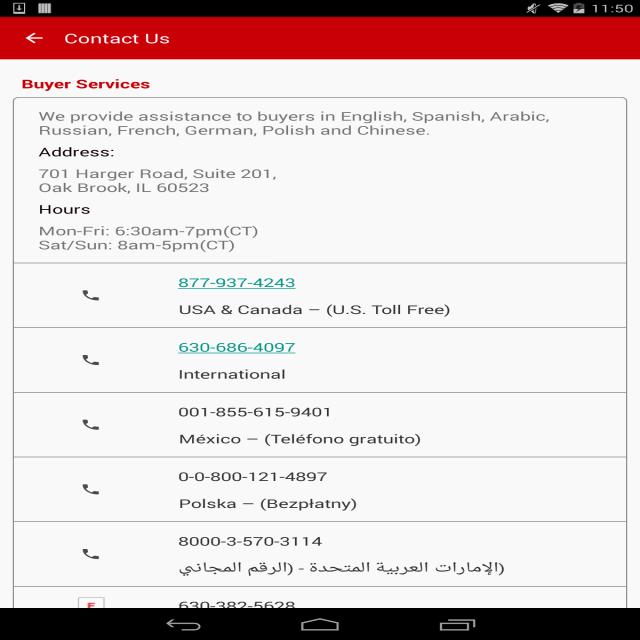 11:50
Contact Us
Buyer Services
We provide assistance to buyers in English, Spanish, Arabic,
Russian, French, German, Polish and Chinese.
Address:
701 Harger Road, Suite 201,
Oak Brook, IL 60523
Hours
Mon-Fri: 6:30am-7pm(CT)
Sat/Sun: 8am-5pm(CT)
877-937-4243
USA & Canada – (U.S. Toll Free)
630-686-4097
International
001-855-615-9401
México – (Teléfono gratuito)
0-0-800-121-4897
Polska – (Bezpłatny)
8000-3-570-3114
الإمارات العربية المتحدة - (الرقم المجاني)
630-382-5628